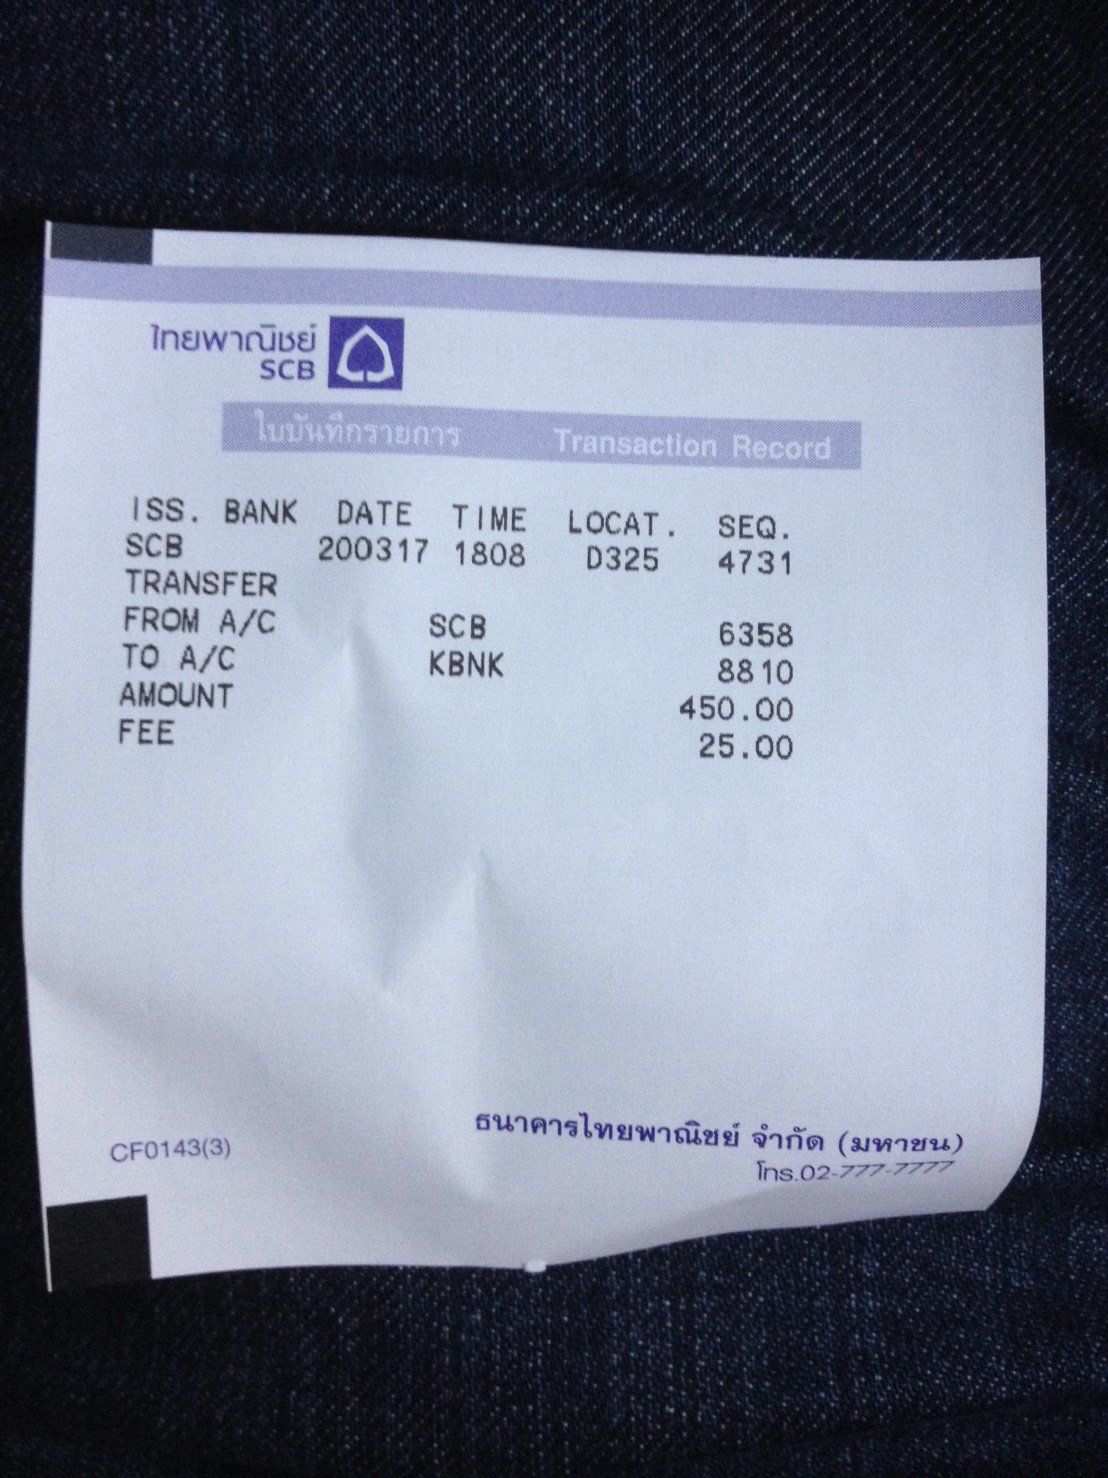 ไทยพาณิชย์
SCB
ใบบันทึกรายการ Transaction Record
ISS. BANK DATE TIME LOCAT. SEQ.
SCB 200317 1808 D325 4731
TRANSFER
FROM A/C SCB 6358
TO A/C KBNK 8810
AMOUNT 450.00
FEE 25.00
ธนาคารไทยพาณิชย์ จำกัด (มหาชน)
CF0143(3)
โทร.02-777-7777